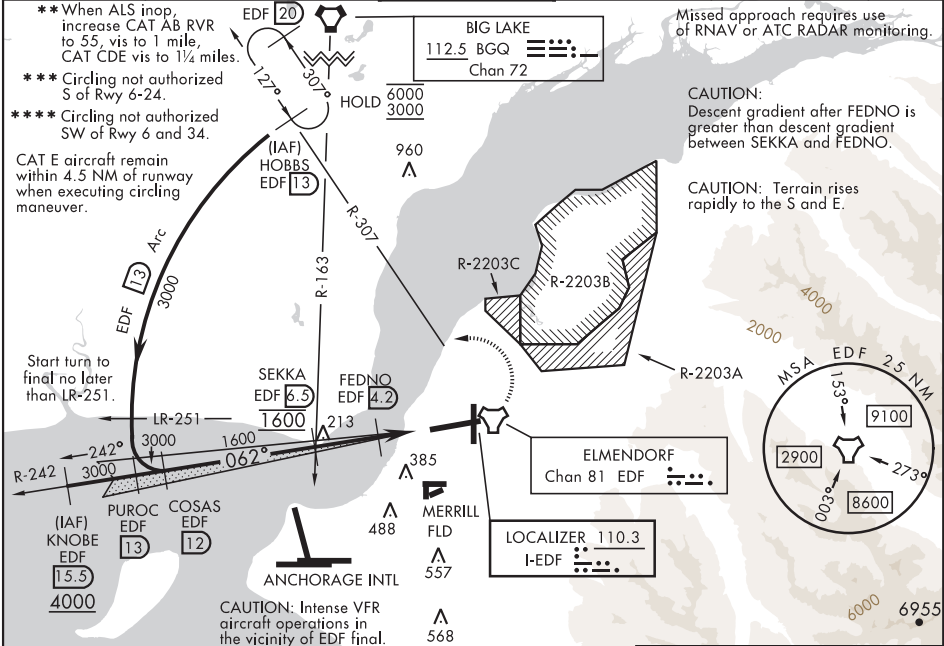 ** When ALS inop,
increase CAT AB RVR
to 55, vis to 1 mile,
CAT CDE vis to 1¼ miles.
*** Circling not authorized
S of Rwy 6-24.
**** Circling not authorized
SW of Rwy 6 and 34.
CAT E aircraft remain
within 4.5 NM of runway
when executing circling
maneuver.
EDF 20
BIG LAKE
112.5 BGQ
Chan 72
Missed approach requires use
of RNAV or ATC RADAR monitoring.
CAUTION:
Descent gradient after FEDNO is
greater than descent gradient
between SEKKA and FEDNO.
CAUTION: Terrain rises
rapidly to the S and E.
127°
307°
HOLD 6000
3000
(IAF)
HOBBS
EDF 13
960
R-307
R-163
EDF 13 Arc
3000
R-2203C
R-2203B
R-2203A
4000
2000
Start turn to
final no later
than LR-251.
LR-251
SEKKA
EDF 6.5
1600
FEDNO
EDF 4.2
213
R-242
242°
3000
3000
1600
062°
(IAF)
KNOBE
EDF
15.5
4000
PUROC
EDF
13
COSAS
EDF
12
385
488
MERRILL
FLD
557
568
ANCHORAGE INTL
CAUTION: Intense VFR
aircraft operations in
the vicinity of EDF final.
ELMENDORF
Chan 81 EDF
LOCALIZER 110.3
I-EDF
MSA EDF 25 NM
153°
9100
2900
273°
003°
8600
6000
6955